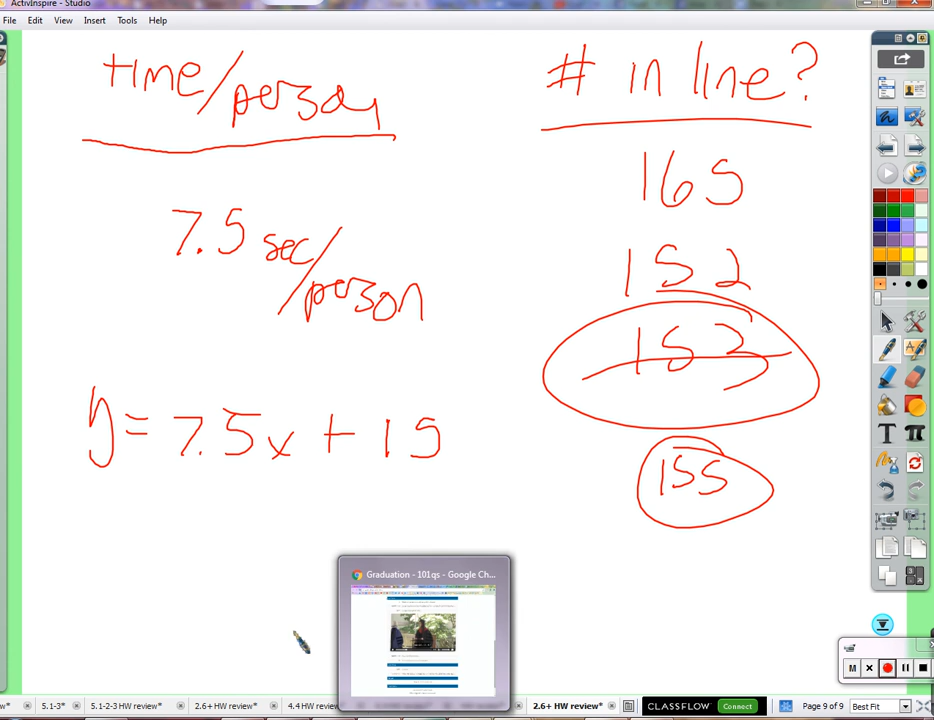 ActivInspire - Studio
File Edit View Insert Tools Help
time/person
# in line?
165
7.5 sec/person
152
153
y= 7.5x + 15
155
Graduation - 101qs - Google Ch...
5.1-3* 5.1-2-3 HW review* 2.6+ HW review* 4.4 HW review* 2.6+ HW review* CLASSFLOW Connect Page 9 of 9 Best Fit
M